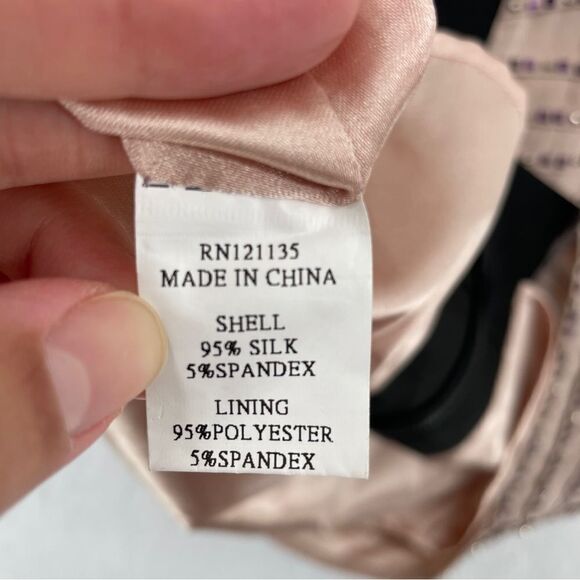 RN121135
MADE IN CHINA
SHELL
95% SILK
5%SPANDEX
LINING
95%POLYESTER
5%SPANDEX